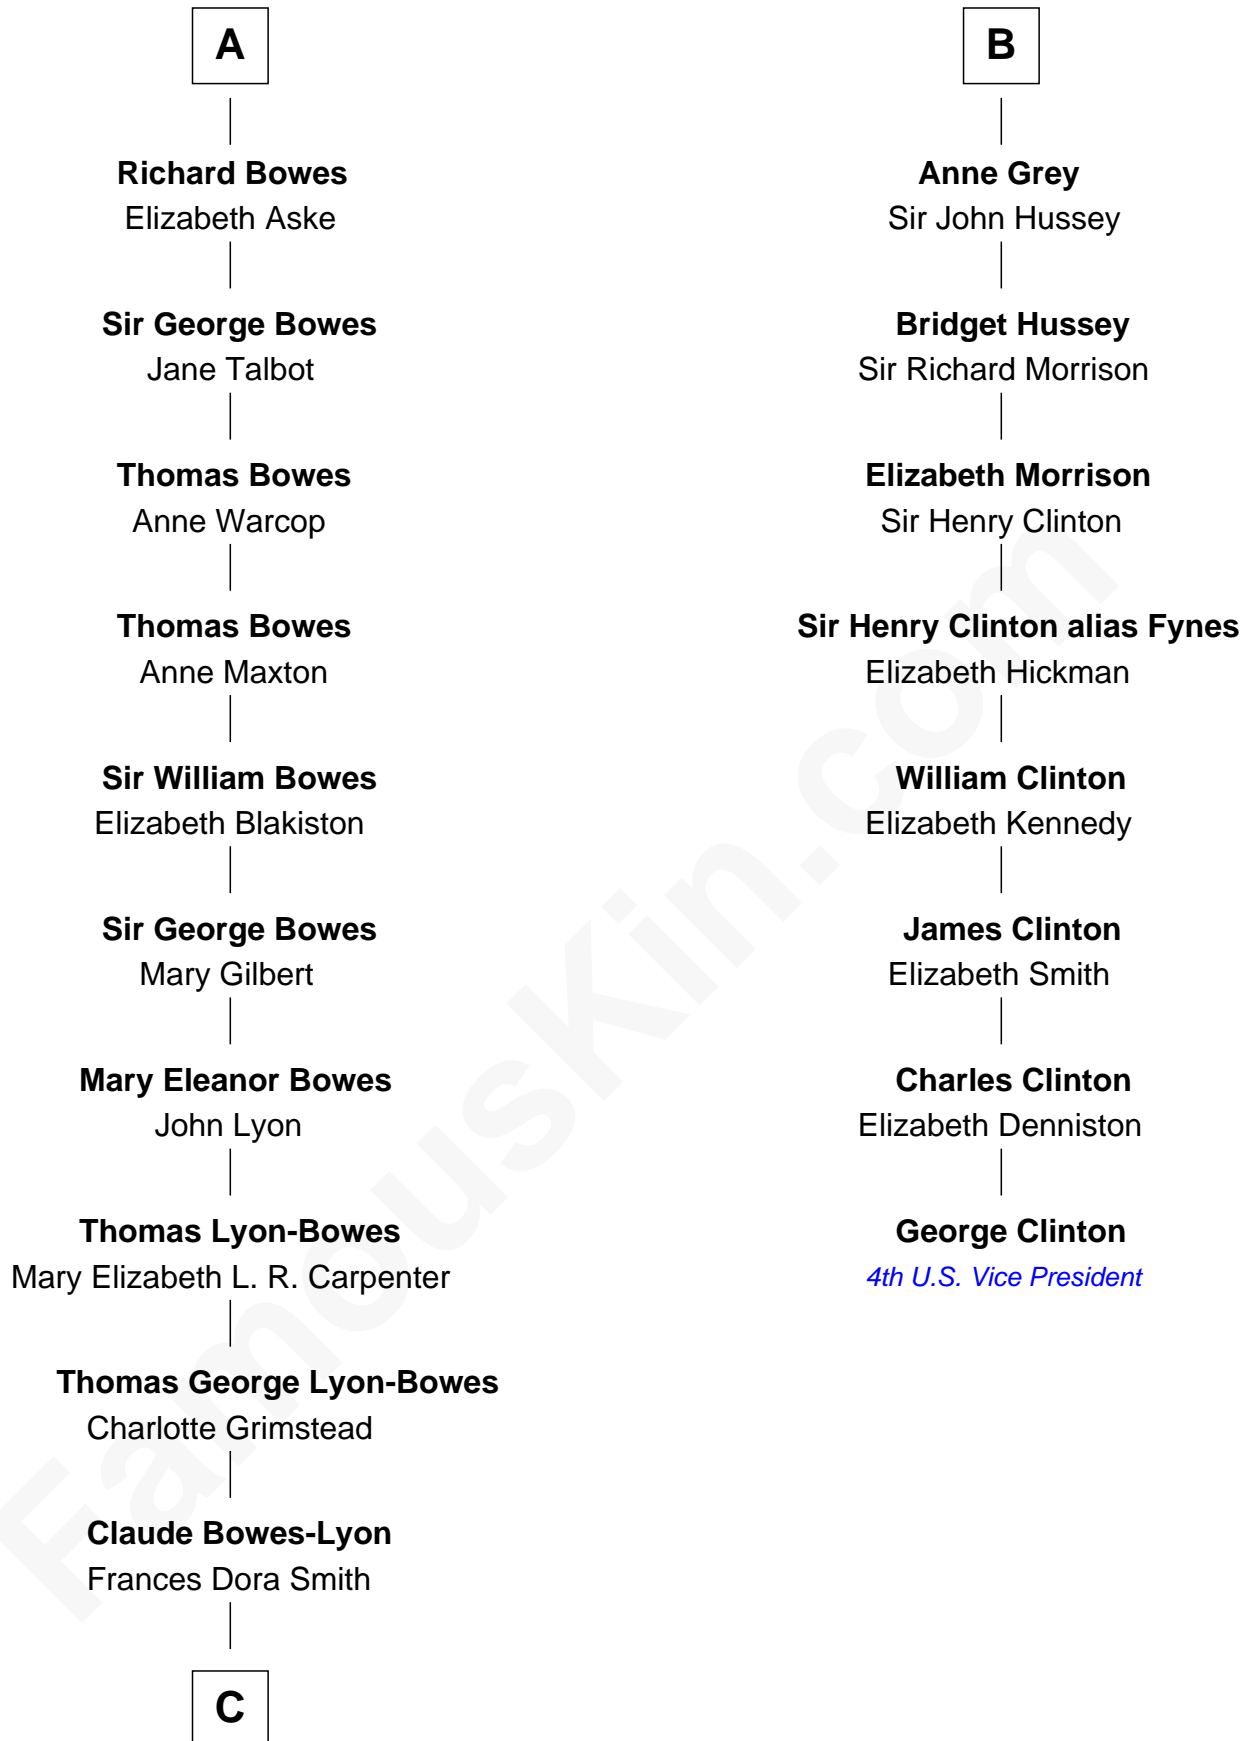 A
Richard Bowes
Elizabeth Aske
Sir George Bowes
Jane Talbot
Thomas Bowes
Anne Warcop
Thomas Bowes
Anne Maxton
Sir William Bowes
Elizabeth Blakiston
Sir George Bowes
Mary Gilbert
Mary Eleanor Bowes
John Lyon
Thomas Lyon-Bowes
Mary Elizabeth L. R. Carpenter
Thomas George Lyon-Bowes
Charlotte Grimstead
Claude Bowes-Lyon
Frances Dora Smith
C
B
Anne Grey
Sir John Hussey
Bridget Hussey
Sir Richard Morrison
Elizabeth Morrison
Sir Henry Clinton
Sir Henry Clinton alias Fynes
Elizabeth Hickman
William Clinton
Elizabeth Kennedy
James Clinton
Elizabeth Smith
Charles Clinton
Elizabeth Denniston
George Clinton
4th U.S. Vice President
FamousKin.com